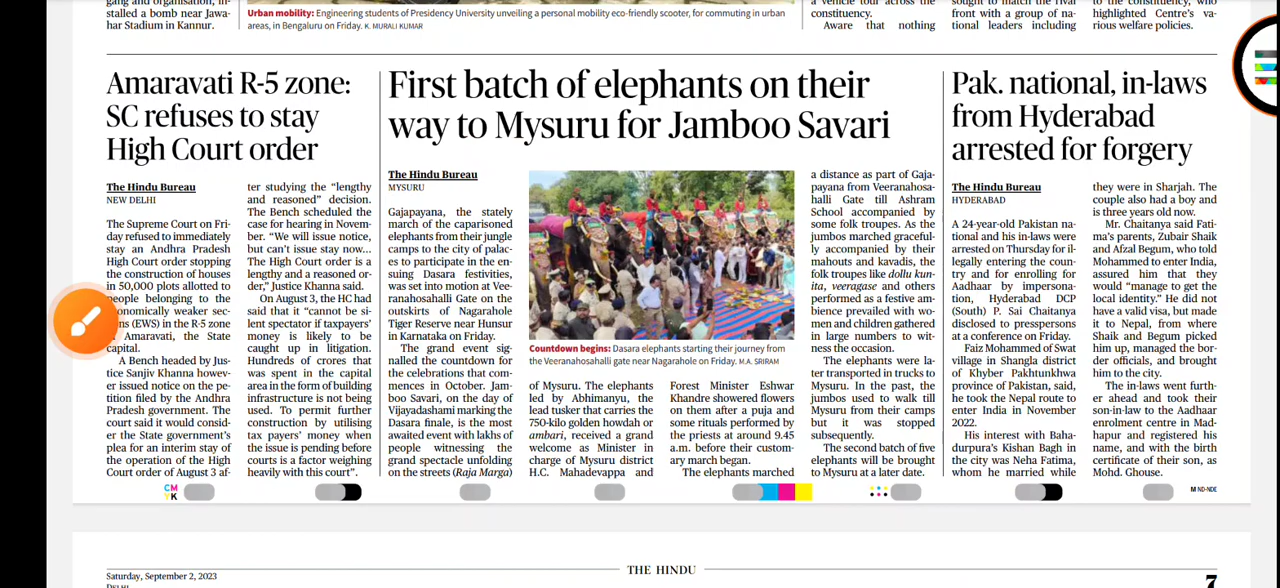 gang and organisation, in-
stalled a bomb near Jawa-
har Stadium in Kannur.
Urban mobility: Engineering students of Presidency University unveiling a personal mobility eco-friendly scooter, for commuting in urban
areas, in Bengaluru on Friday. K. MURALI KUMAR
a vehicle tour across the
constituency.
Aware that nothing
sought to match the rival
front with a group of na-
tional leaders including
to the constituency, who
highlighted Centre's va-
rious welfare policies.
Amaravati R-5 zone:
SC refuses to stay
High Court order
The Hindu Bureau
NEW DELHI
The Supreme Court on Fri-
day refused to immediately
stay an Andhra Pradesh
High Court order stopping
the construction of houses
in 50,000 plots allotted to
people belonging to the
onomically weaker sec-
ns (EWS) in the R-5 zone
Amaravati, the State
capital.
A Bench headed by Jus-
tice Sanjiv Khanna howev-
er issued notice on the pe-
tition filed by the Andhra
Pradesh government. The
court said it would consid-
er the State government's
plea for an interim stay of
the operation of the High
Court order of August 3 af-
ter studying the "lengthy
and reasoned" decision.
The Bench scheduled the
case for hearing in Novem-
ber. "We will issue notice,
but can't issue stay now...
The High Court order is a
lengthy and a reasoned or-
der," Justice Khanna said.
On August 3, the HC had
said that it "cannot be si-
lent spectator if taxpayers'
money is likely to be
caught up in litigation.
Hundreds of crores that
was spent in the capital
area in the form of building
infrastructure is not being
used. To permit further
construction by utilising
tax payers' money when
the issue is pending before
courts is a factor weighing
heavily with this court".
First batch of elephants on their
way to Mysuru for Jamboo Savari
The Hindu Bureau
MYSURU
Gajapayana, the stately
march of the caparisoned
elephants from their jungle
camps to the city of palac-
es to participate in the en-
suing Dasara festivities,
was set into motion at Vee-
ranahosahalli Gate on the
outskirts of Nagarahole
Tiger Reserve near Hunsur
in Karnataka on Friday.
The grand event sig-
nalled the countdown for
the celebrations that com-
mences in October. Jam-
boo Savari, on the day of
Vijayadashami marking the
Dasara finale, is the most
awaited event with lakhs of
people witnessing the
grand spectacle unfolding
on the streets (Raja Marga)
Countdown begins: Dasara elephants starting their journey from
the Veeranahosahalli gate near Nagarahole on Friday. M.A. SRIRAM
of Mysuru. The elephants
led by Abhimanyu, the
lead tusker that carries the
750-kilo golden howdah or
ambari, received a grand
welcome as Minister in
charge of Mysuru district
H.C. Mahadevappa and
Forest Minister Eshwar
Khandre showered flowers
on them after a puja and
some rituals performed by
the priests at around 9.45
a.m. before their custom-
ary march began.
The elephants marched
a distance as part of Gaja-
payana from Veeranahosa-
halli Gate till Ashram
School accompanied by
some folk troupes. As the
jumbos marched graceful-
ly accompanied by their
mahouts and kavadis, the
folk troupes like dollu kun-
ita, veeragase and others
performed as a festive am-
bience prevailed with wo-
men and children gathered
in large numbers to wit-
ness the occasion.
The elephants were la-
ter transported in trucks to
Mysuru. In the past, the
jumbos used to walk till
Mysuru from their camps
but it was stopped
subsequently.
The second batch of five
elephants will be brought
to Mysuru at a later date.
Pak. national, in-laws
from Hyderabad
arrested for forgery
The Hindu Bureau
HYDERABAD
A 24-year-old Pakistan na-
tional and his in-laws were
arrested on Thursday for il-
legally entering the coun-
try and for enrolling for
Aadhaar by impersona-
tion, Hyderabad DCP
(South) P. Sai Chaitanya
disclosed to presspersons
at a conference on Friday.
Faiz Mohammed of Swat
village in Shangla district
of Khyber Pakhtunkhwa
province of Pakistan, said,
he took the Nepal route to
enter India in November
2022.
His interest with Baha-
durpura's Kishan Bagh in
the city was Neha Fatima,
whom he married while
they were in Sharjah. The
couple also had a boy and
is three years old now.
Mr. Chaitanya said Fati-
ma's parents, Zubair Shaik
and Afzal Begum, who told
Mohammed to enter India,
assured him that they
would "manage to get the
local identity." He did not
have a valid visa, but made
it to Nepal, from where
Shaik and Begum picked
him up, managed the bor-
der officials, and brought
him to the city.
The in-laws went furth-
er ahead and took their
son-in-law to the Aadhaar
enrolment centre in Mad-
hapur and registered his
name, and with the birth
certificate of their son, as
Mohd. Ghouse.
CM
YK
M ND-NDE
Saturday, September 2, 2023
THE HINDU
7